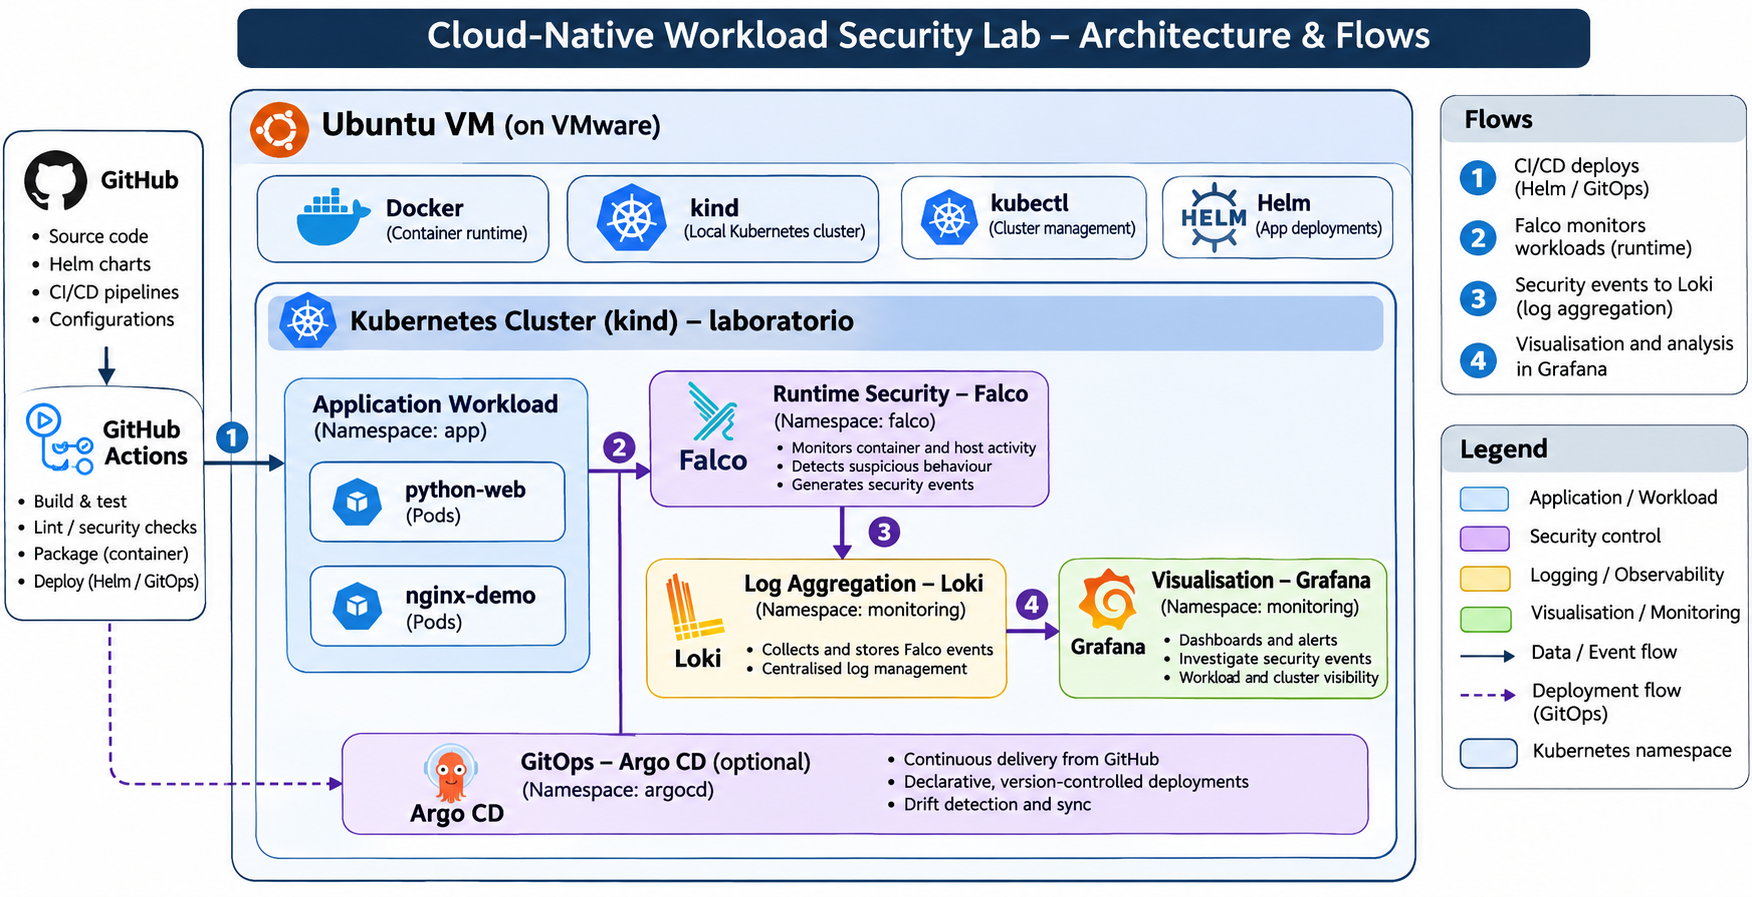 Cloud-Native Workload Security Lab – Architecture & Flows
GitHub
• Source code
• Helm charts
• CI/CD pipelines
• Configurations
GitHub
Actions
• Build & test
• Lint / security checks
• Package (container)
• Deploy (Helm / GitOps)
1
Ubuntu VM (on VMware)
Docker
(Container runtime)
kind
(Local Kubernetes cluster)
kubectl
(Cluster management)
HELM
Helm
(App deployments)
Kubernetes Cluster (kind) – laboratorio
Application Workload
(Namespace: app)
python-web
(Pods)
nginx-demo
(Pods)
2
Falco
Runtime Security – Falco
(Namespace: falco)
• Monitors container and host activity
• Detects suspicious behaviour
• Generates security events
3
Loki
Log Aggregation – Loki
(Namespace: monitoring)
• Collects and stores Falco events
• Centralised log management
4
Grafana
Visualisation – Grafana
(Namespace: monitoring)
• Dashboards and alerts
• Investigate security events
• Workload and cluster visibility
Argo CD
GitOps – Argo CD (optional)
(Namespace: argocd)
• Continuous delivery from GitHub
• Declarative, version-controlled deployments
• Drift detection and sync
Flows
1
CI/CD deploys
(Helm / GitOps)
2
Falco monitors
workloads (runtime)
3
Security events to Loki
(log aggregation)
4
Visualisation and analysis
in Grafana
Legend
Application / Workload
Security control
Logging / Observability
Visualisation / Monitoring
Data / Event flow
Deployment flow
(GitOps)
Kubernetes namespace